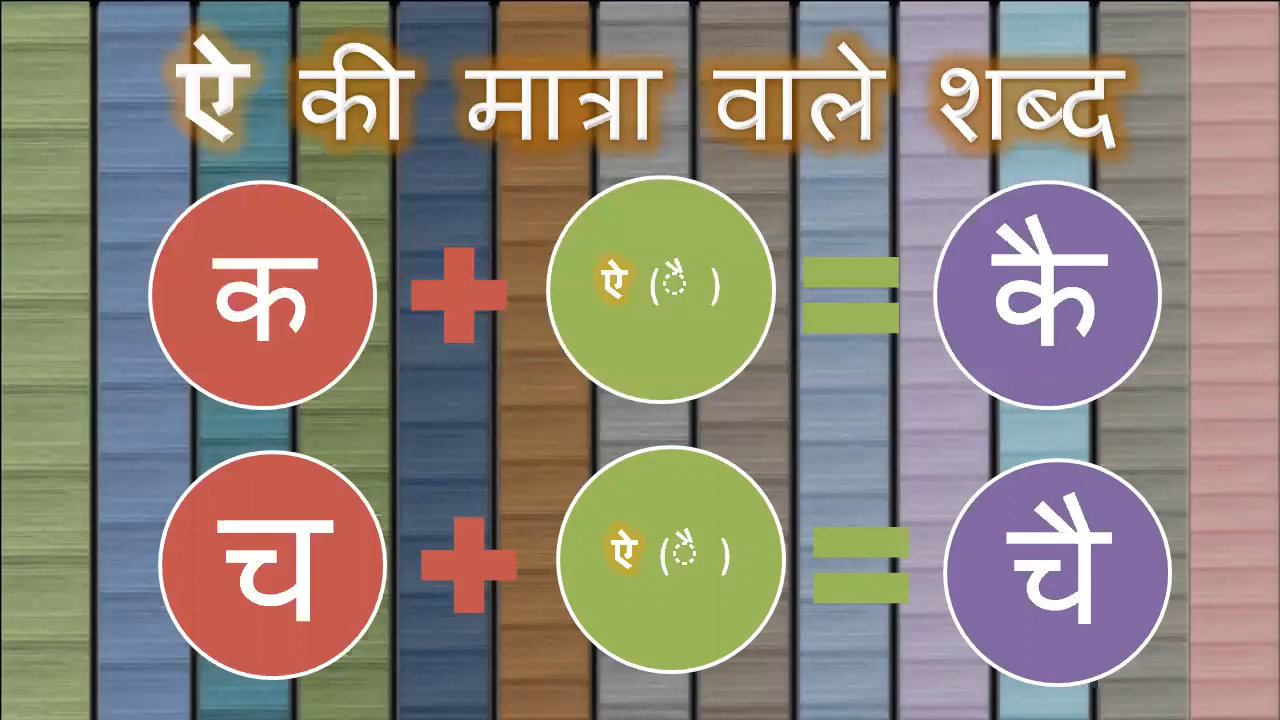 ऐ की मात्रा वाले शब्द
क + ऐ (ै ) = कै
च + ऐ (ै ) = चै